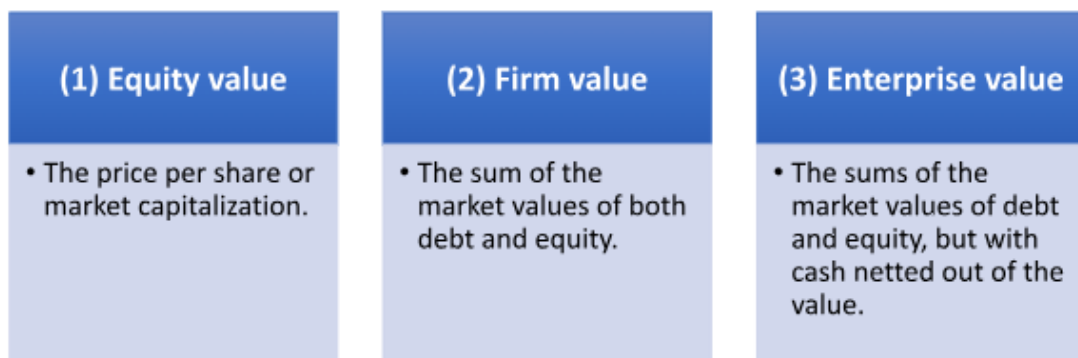 (1) Equity value
• The price per share or
market capitalization.
(2) Firm value
• The sum of the
market values of both
debt and equity.
(3) Enterprise value
• The sums of the
market values of debt
and equity, but with
cash netted out of the
value.